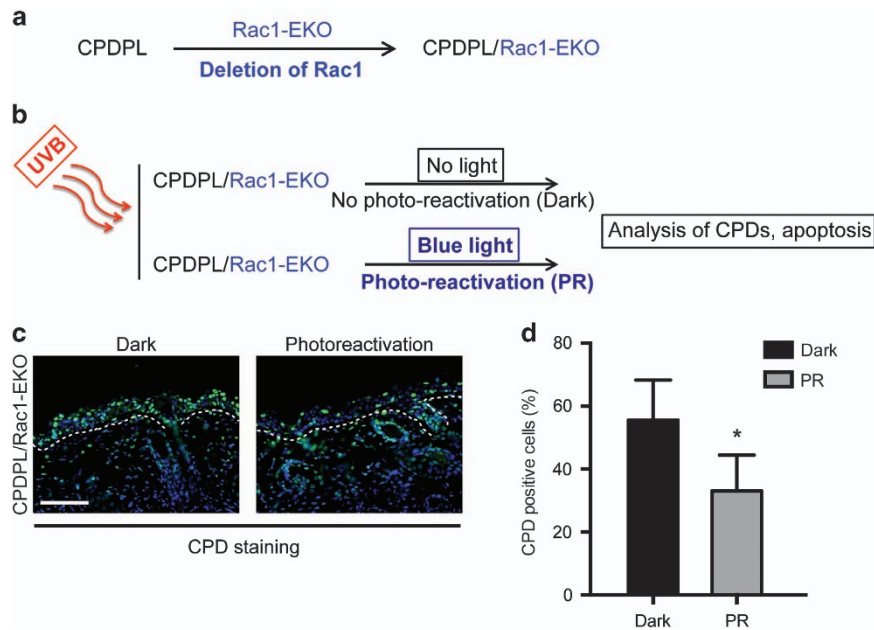 a
CPDPL
Rac1-EKO
Deletion of Rac1
CPDPL/Rac1-EKO
b
UVB
CPDPL/Rac1-EKO
No light
No photo-reactivation (Dark)
CPDPL/Rac1-EKO
Blue light
Photo-reactivation (PR)
Analysis of CPDs, apoptosis
c
Dark
Photoreactivation
CPDPL/Rac1-EKO
CPD staining
d
CPD positive cells (%)
80
60
40
20
0
*
Dark
PR
Dark
PR